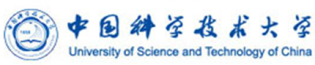 中国科学技术大学
University of Science and Technology of China